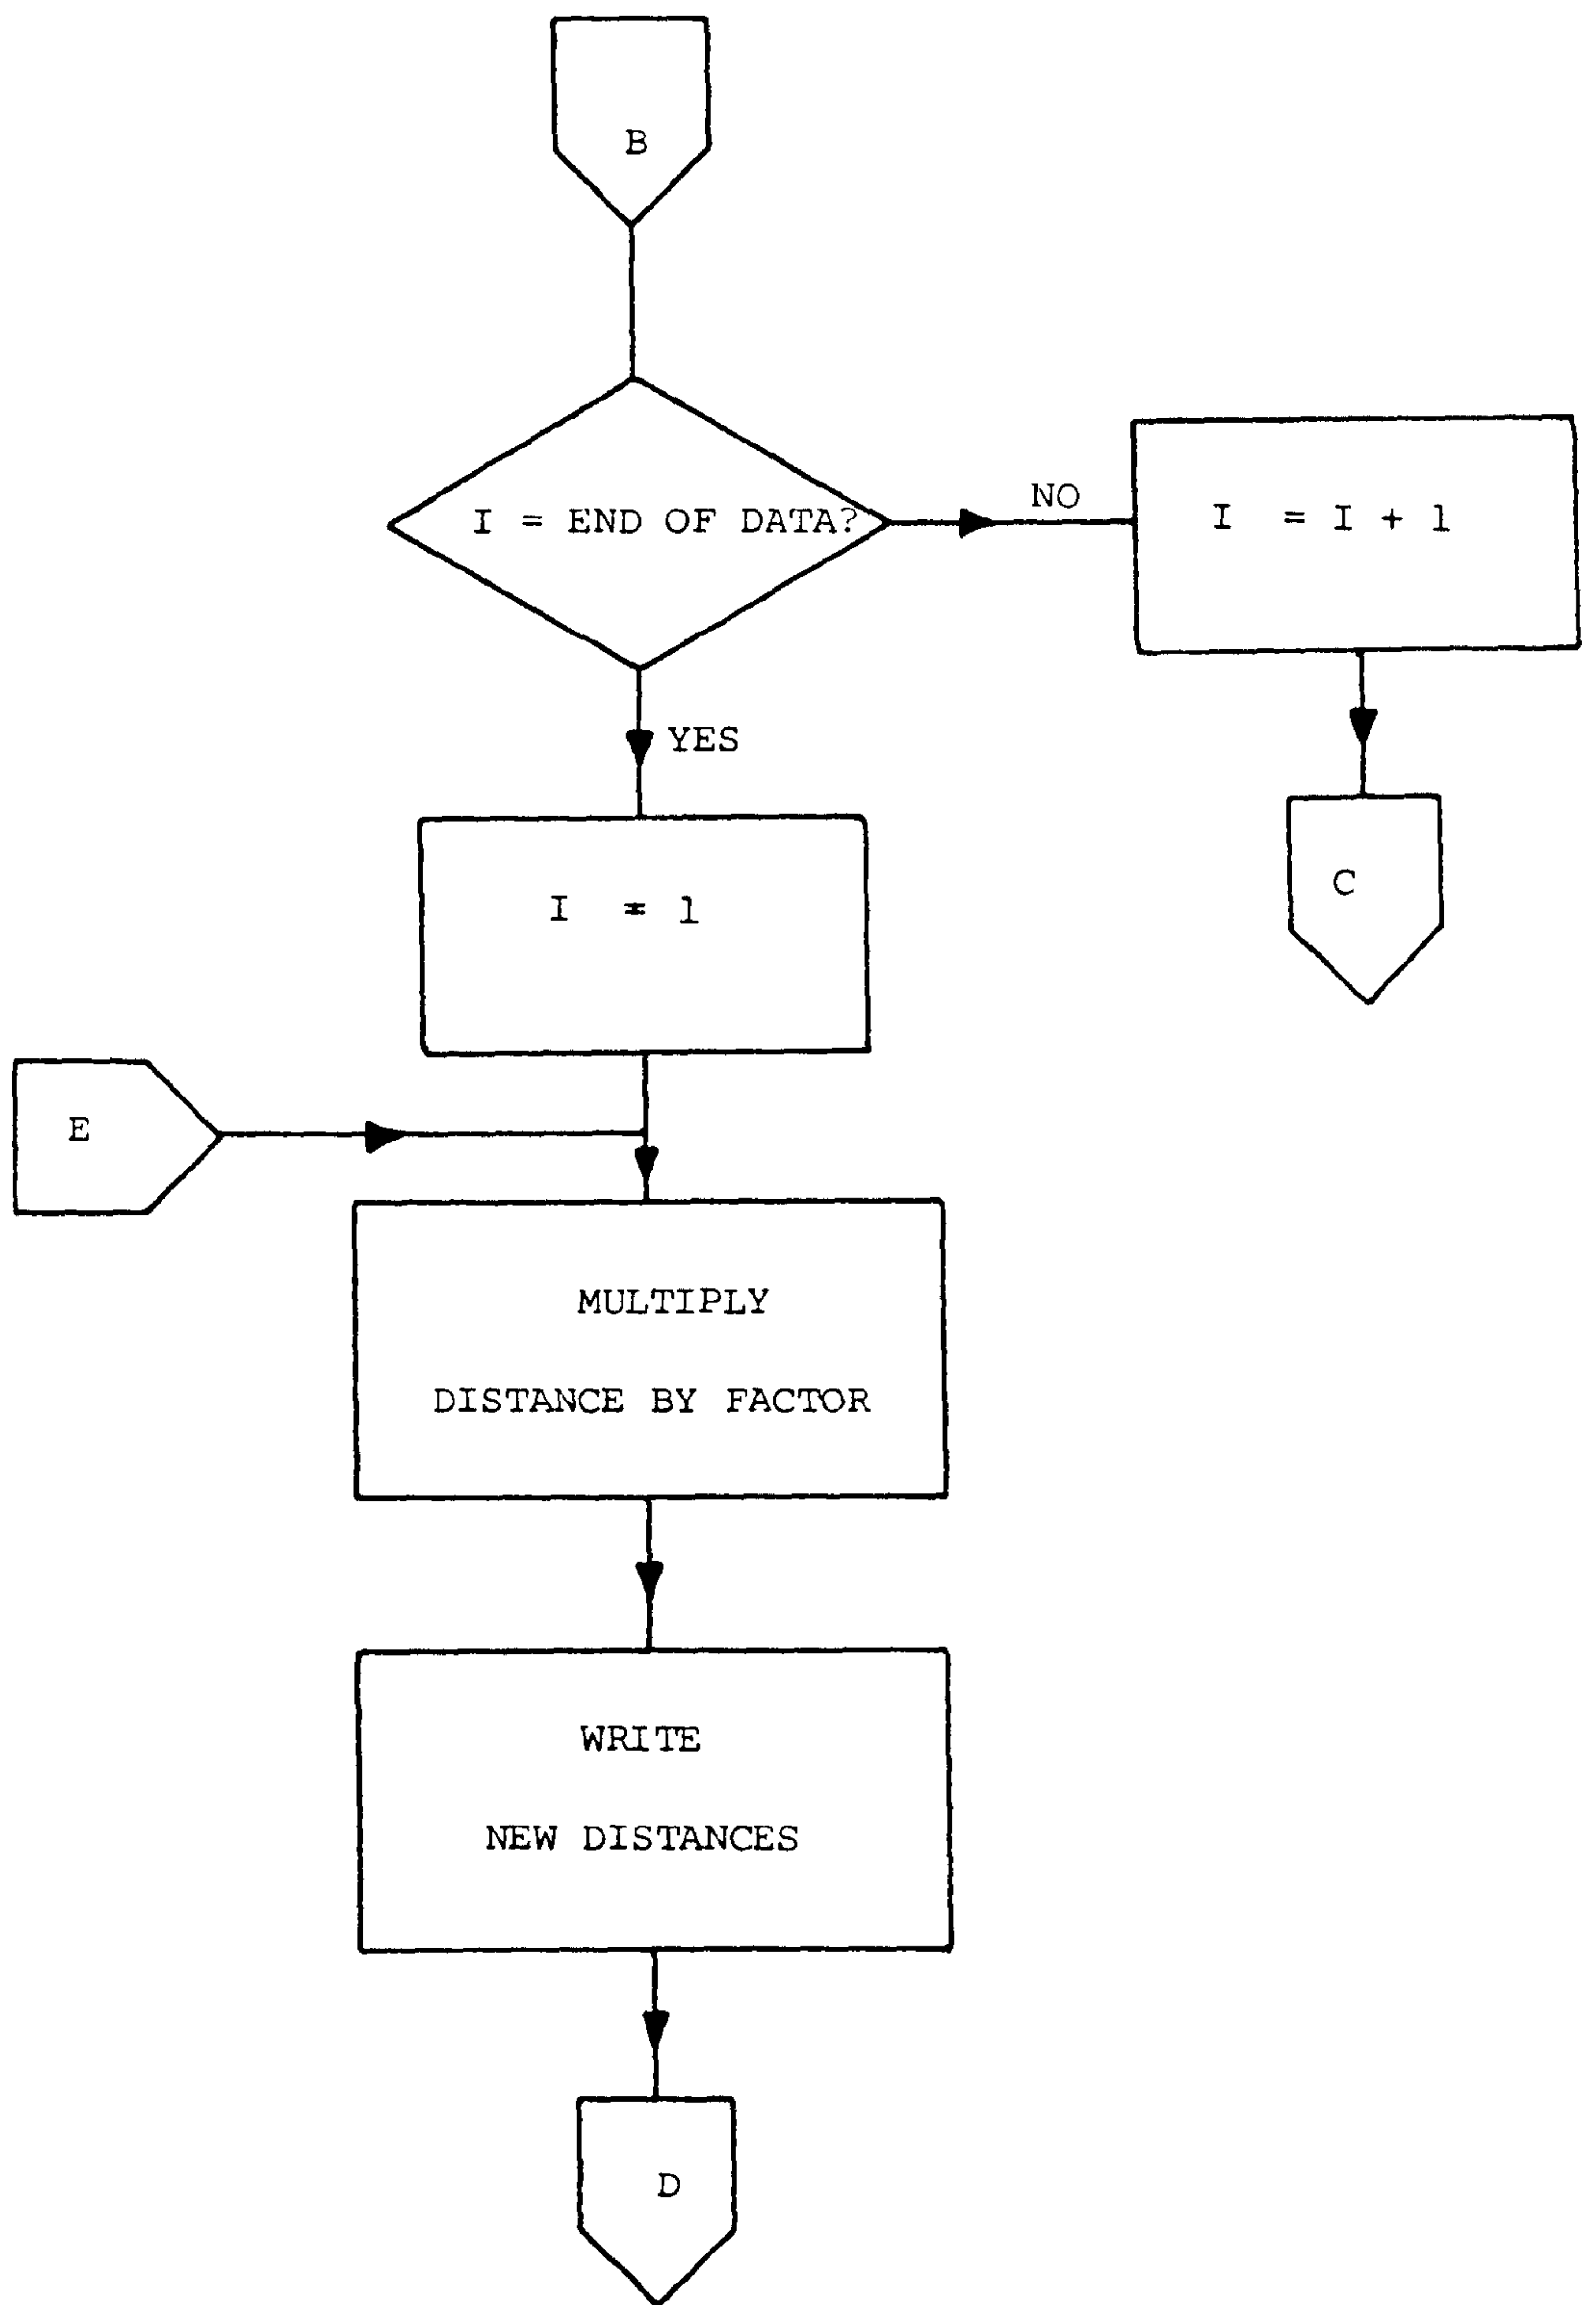 B
I = END OF DATA?
NO
I = I + 1
YES
C
I = 1
E
MULTIPLY
DISTANCE BY FACTOR
WRITE
NEW DISTANCES
D